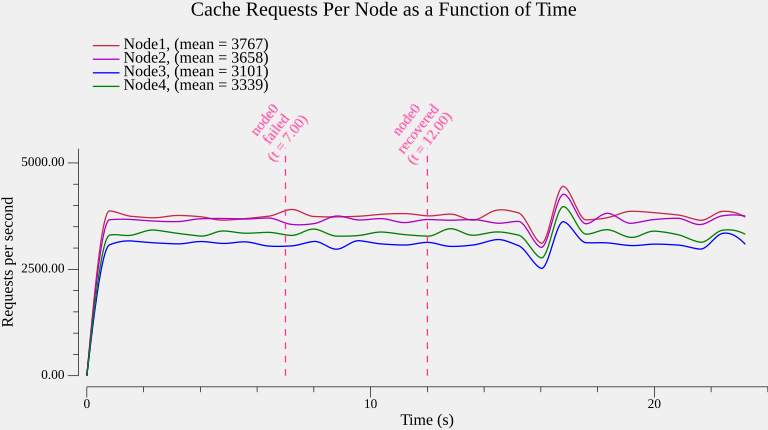 Cache Requests Per Node as a Function of Time
Node1, (mean = 3767)
Node2, (mean = 3658)
Node3, (mean = 3101)
Node4, (mean = 3339)
node0
failed
(t = 7.00)
node0
recovered
(t = 12.00)
5000.00
2500.00
0.00
Requests per second
0
10
20
Time (s)